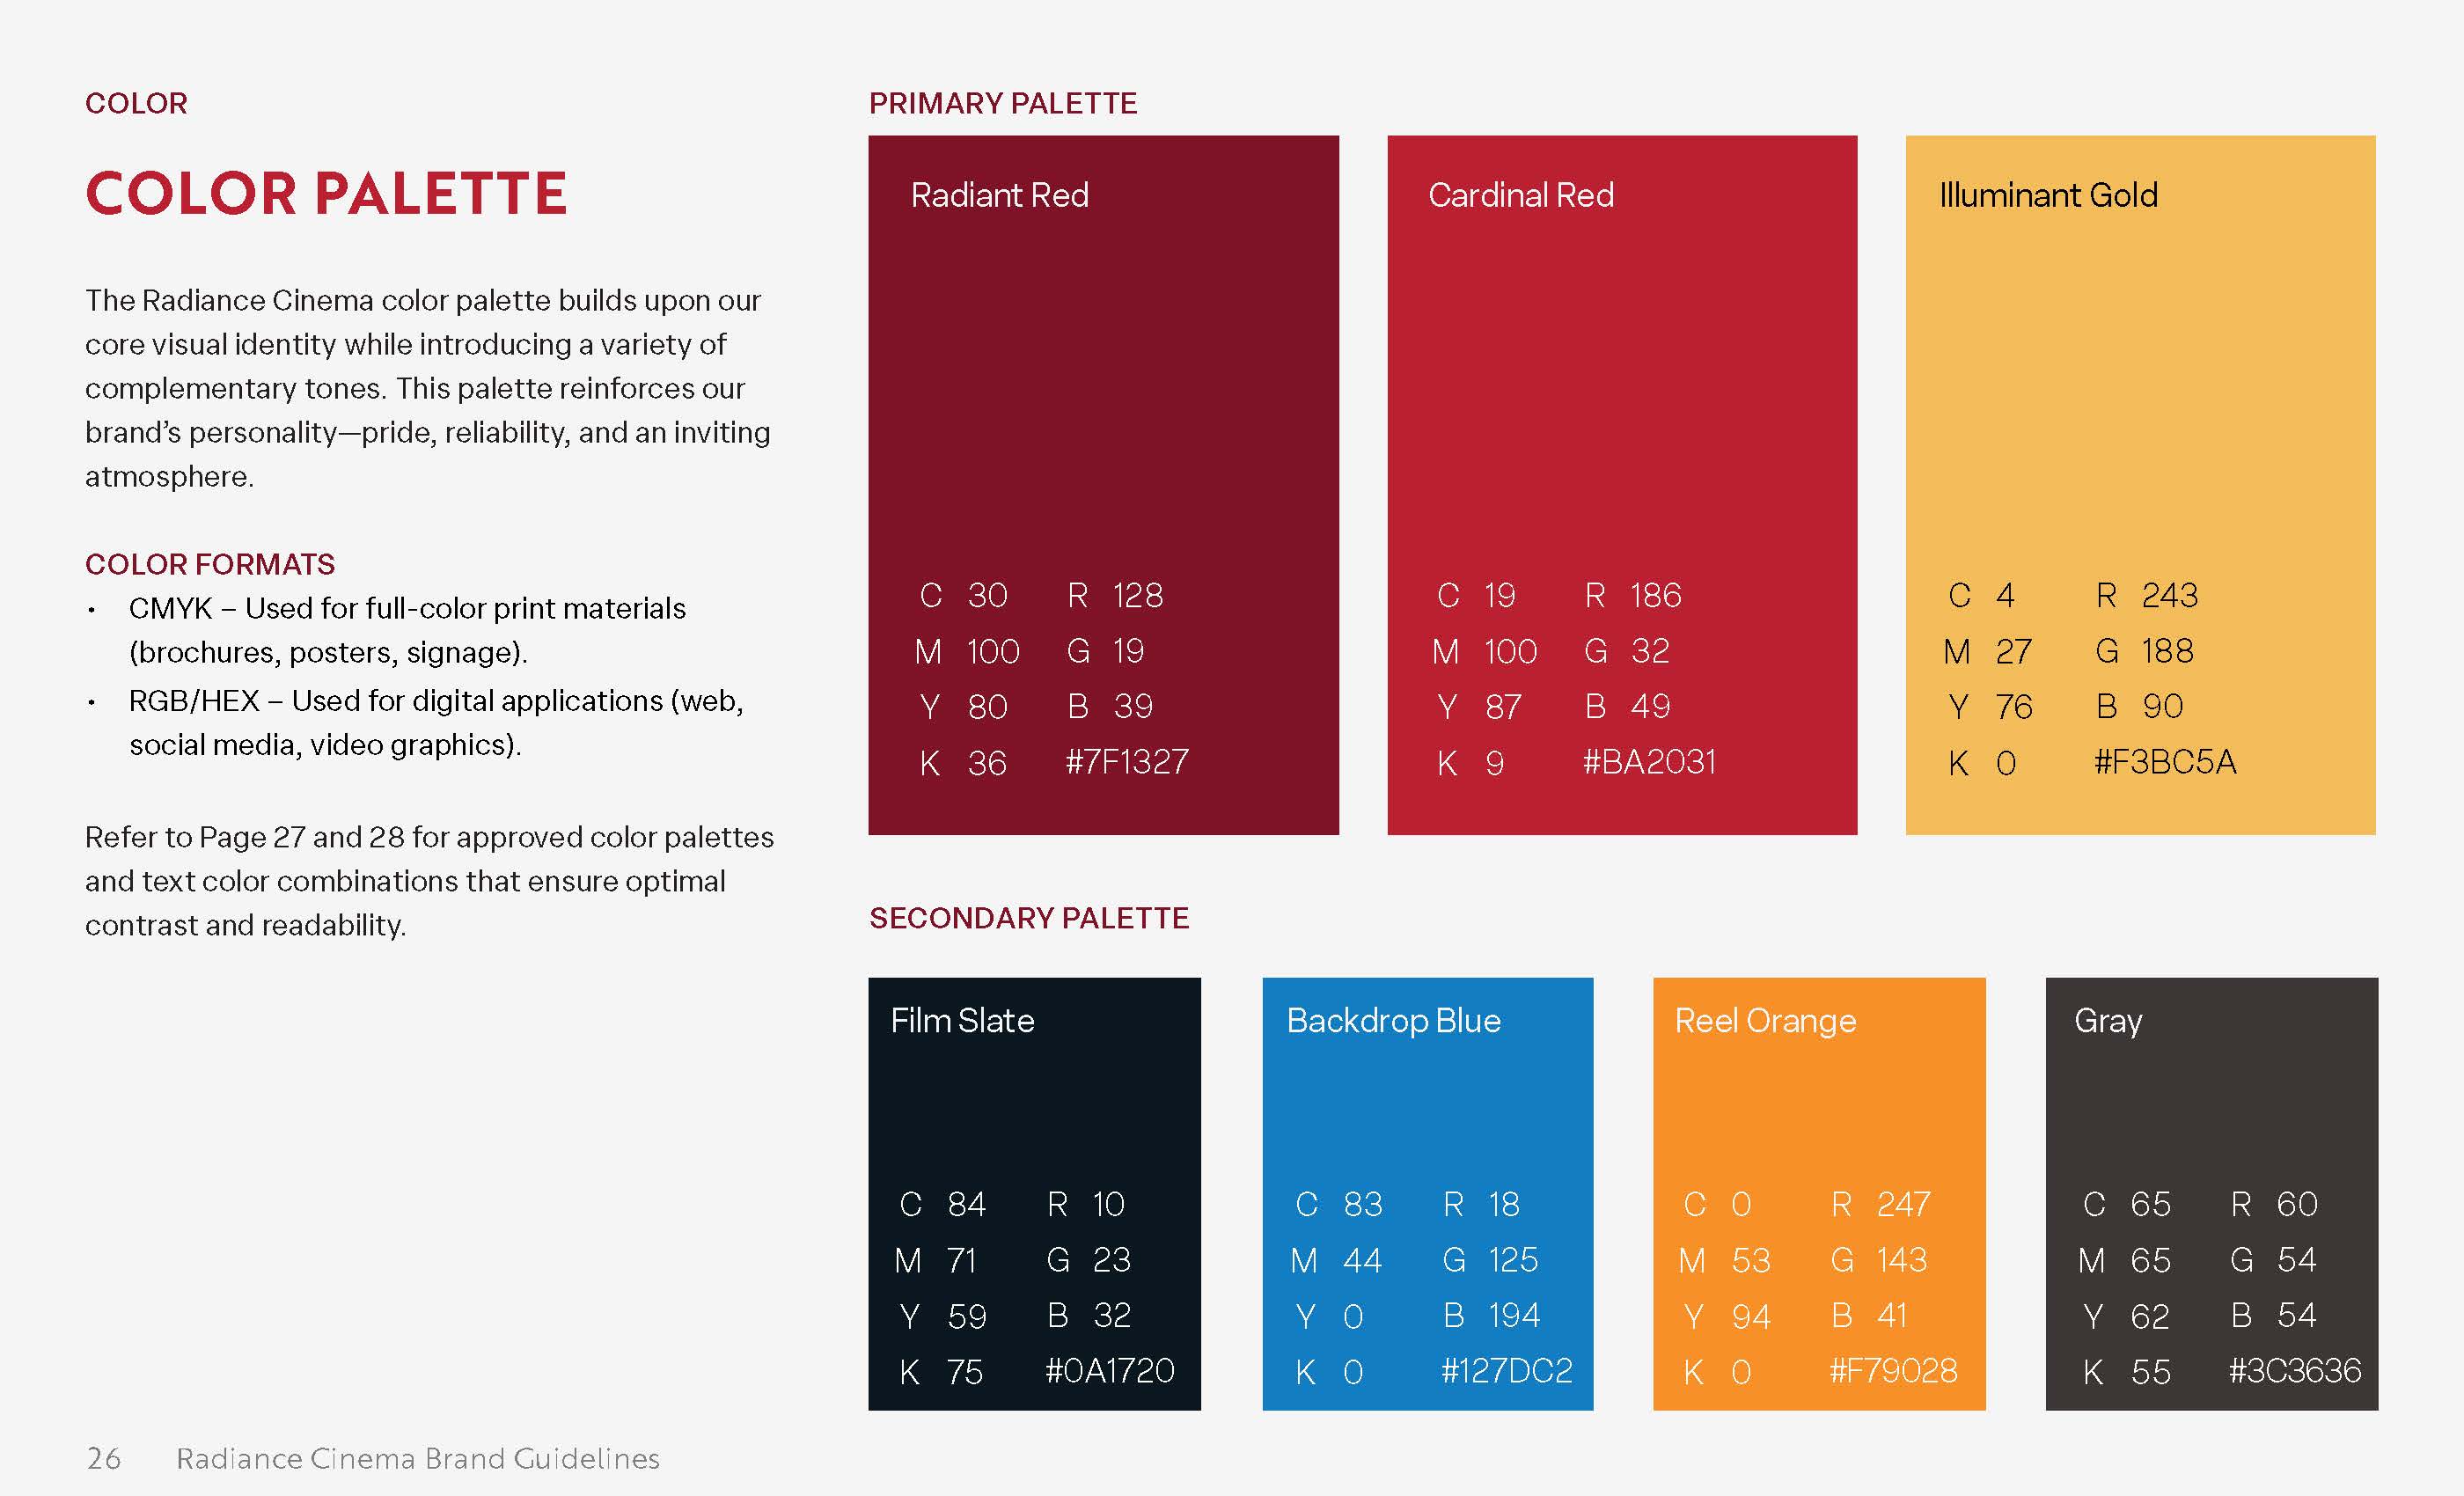 COLOR
COLOR PALETTE
The Radiance Cinema color palette builds upon our
core visual identity while introducing a variety of
complementary tones. This palette reinforces our
brand’s personality—pride, reliability, and an inviting
atmosphere.
COLOR FORMATS
• CMYK – Used for full-color print materials
(brochures, posters, signage).
• RGB/HEX – Used for digital applications (web,
social media, video graphics).
Refer to Page 27 and 28 for approved color palettes
and text color combinations that ensure optimal
contrast and readability.
PRIMARY PALETTE
Radiant Red
C 30 R 128
M 100 G 19
Y 80 B 39
K 36 #7F1327
Cardinal Red
C 19 R 186
M 100 G 32
Y 87 B 49
K 9 #BA2031
Illuminant Gold
C 4 R 243
M 27 G 188
Y 76 B 90
K 0 #F3BC5A
SECONDARY PALETTE
Film Slate
C 84 R 10
M 71 G 23
Y 59 B 32
K 75 #0A1720
Backdrop Blue
C 83 R 18
M 44 G 125
Y 0 B 194
K 0 #127DC2
Reel Orange
C 0 R 247
M 53 G 143
Y 94 B 41
K 0 #F79028
Gray
C 65 R 60
M 65 G 54
Y 62 B 54
K 55 #3C3636
26 Radiance Cinema Brand Guidelines